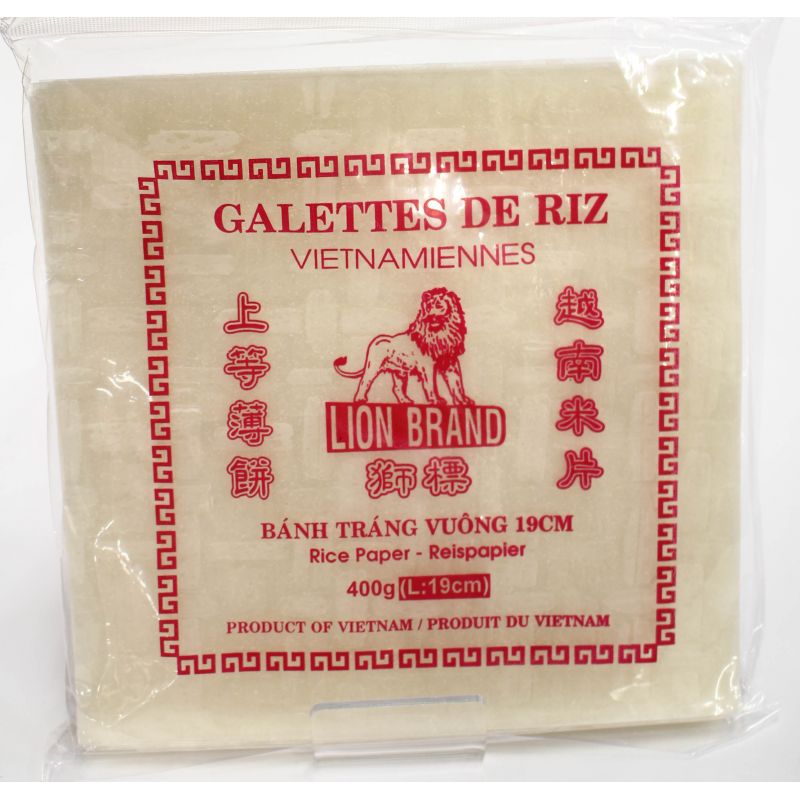 GALETTES DE RIZ
VIETNAMIENNES
上等薄餅
越南米片
LION BRAND
獅標
BÁNH TRÁNG VUÔNG 19CM
Rice Paper - Reispapier
400g (L:19cm)
PRODUCT OF VIETNAM / PRODUIT DU VIETNAM